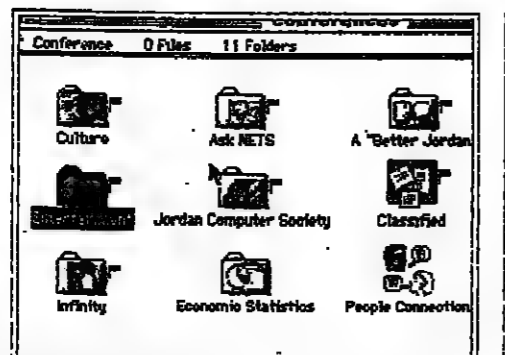 Conferences
Conference 0 Files 11 Folders
Culture Ask NETS A "Better Jordan
Jordan Computer Society Classified
Infinity Economic Statistics People Connection